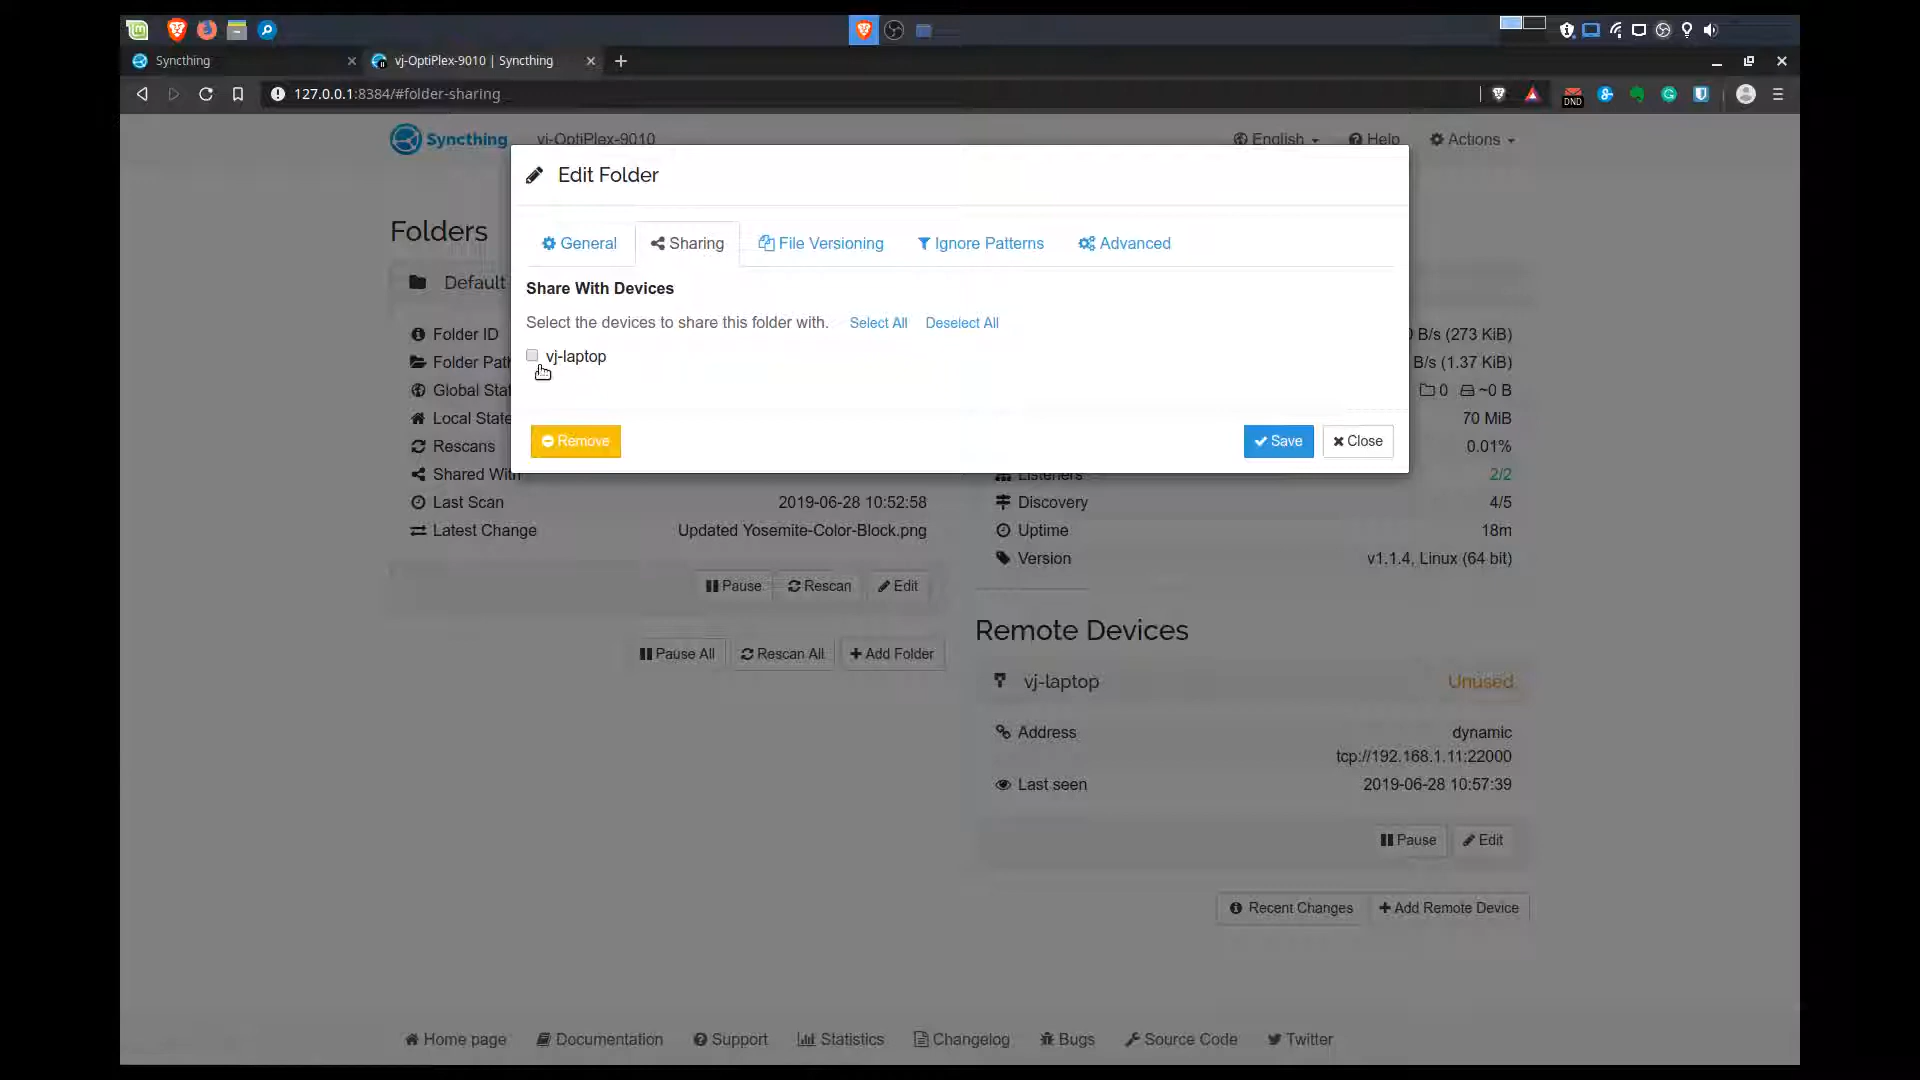 Syncthing
vj-OptiPlex-9010 | Syncthing
127.0.0.1:8384/#folder-sharing
DND
Syncthing
vj-OptiPlex-9010
English
Help
Actions
Edit Folder
General
Sharing
File Versioning
Ignore Patterns
Advanced
Share With Devices
Select the devices to share this folder with. Select All Deselect All
vj-laptop
Remove
Save
Close
Folders
Default
Folder ID
Folder Path
Global State
Local State
Rescans
Shared With
Last Scan 2019-06-28 10:52:58
Latest Change Updated Yosemite-Color-Block.png
Pause
Rescan
Edit
Pause All
Rescan All
Add Folder
0 B/s (273 KiB)
B/s (1.37 KiB)
0 ~0 B
70 MiB
0.01%
Listeners 2/2
Discovery 4/5
Uptime 18m
Version v1.1.4, Linux (64 bit)
Remote Devices
vj-laptop Unused
Address dynamic
tcp://192.168.1.11:22000
Last seen 2019-06-28 10:57:39
Pause
Edit
Recent Changes
Add Remote Device
Home page
Documentation
Support
Statistics
Changelog
Bugs
Source Code
Twitter